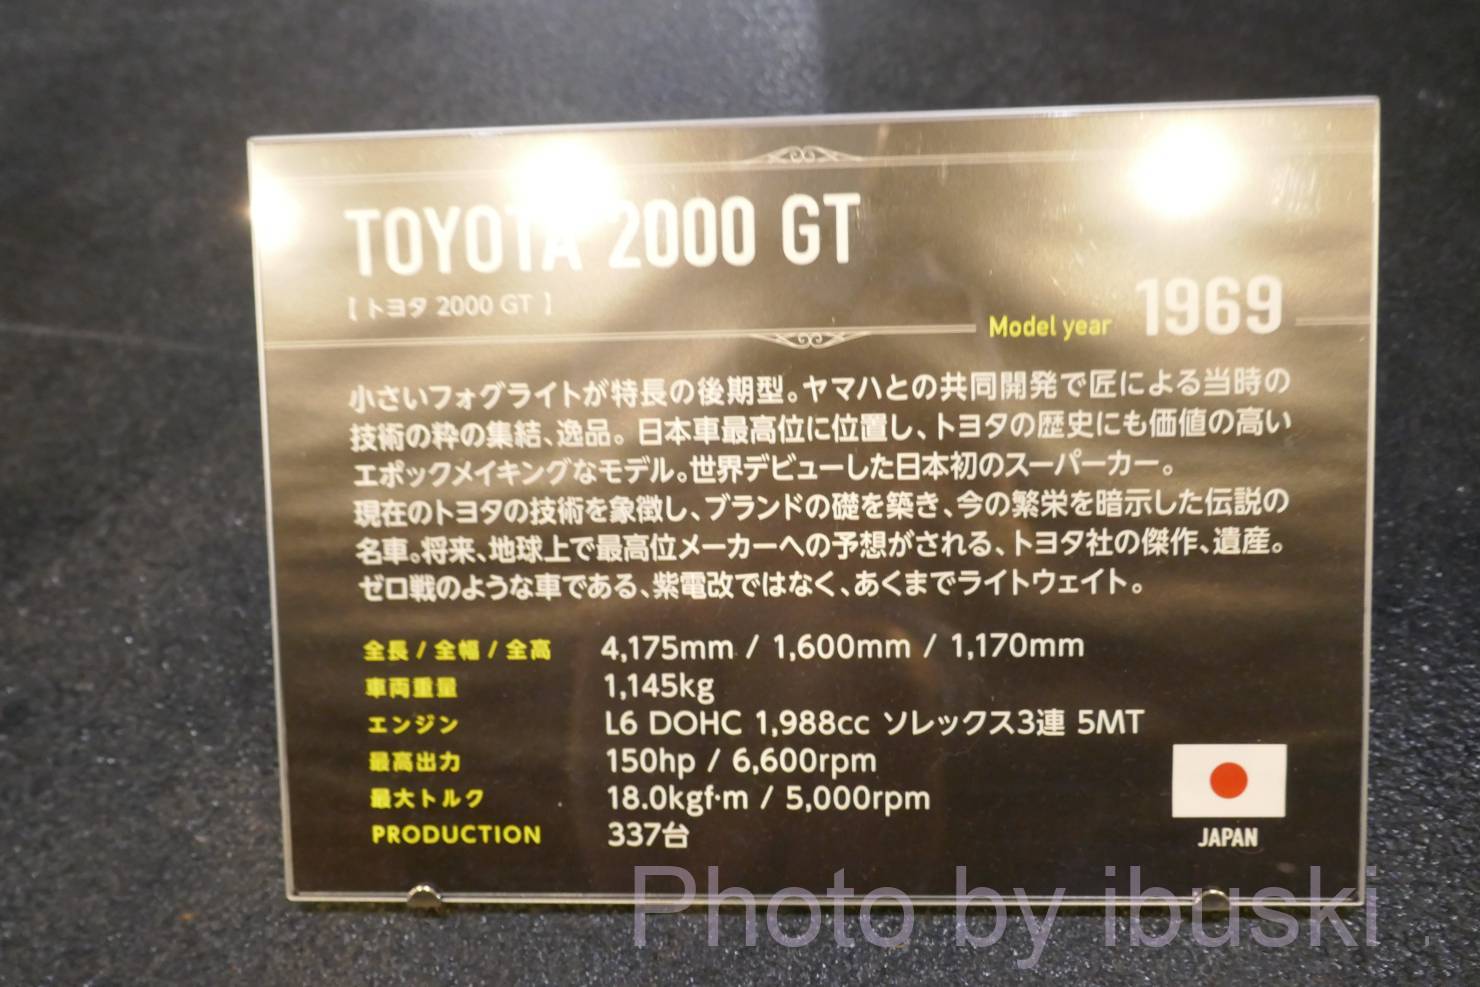 TOYOTA 2000 GT
【 トヨタ 2000 GT 】
Model year 1969
小さいフォグライトが特長の後期型。ヤマハとの共同開発で匠による当時の
技術の粋の集結、逸品。日本車最高位に位置し、トヨタの歴史にも価値の高い
エポックメイキングなモデル。世界デビューした日本初のスーパーカー。
現在のトヨタの技術を象徴し、ブランドの礎を築き、今の繁栄を暗示した伝説の
名車。将来、地球上で最高位メーカーへの予想がされる、トヨタ社の傑作、遺産。
ゼロ戦のような車である、紫電改ではなく、あくまでライトウェイト。
全長 / 全幅 / 全高 4,175mm / 1,600mm / 1,170mm
車両重量 1,145kg
エンジン L6 DOHC 1,988cc ソレックス3連 5MT
最高出力 150hp / 6,600rpm
最大トルク 18.0kgf·m / 5,000rpm
PRODUCTION 337台
JAPAN
Photo by ibuski